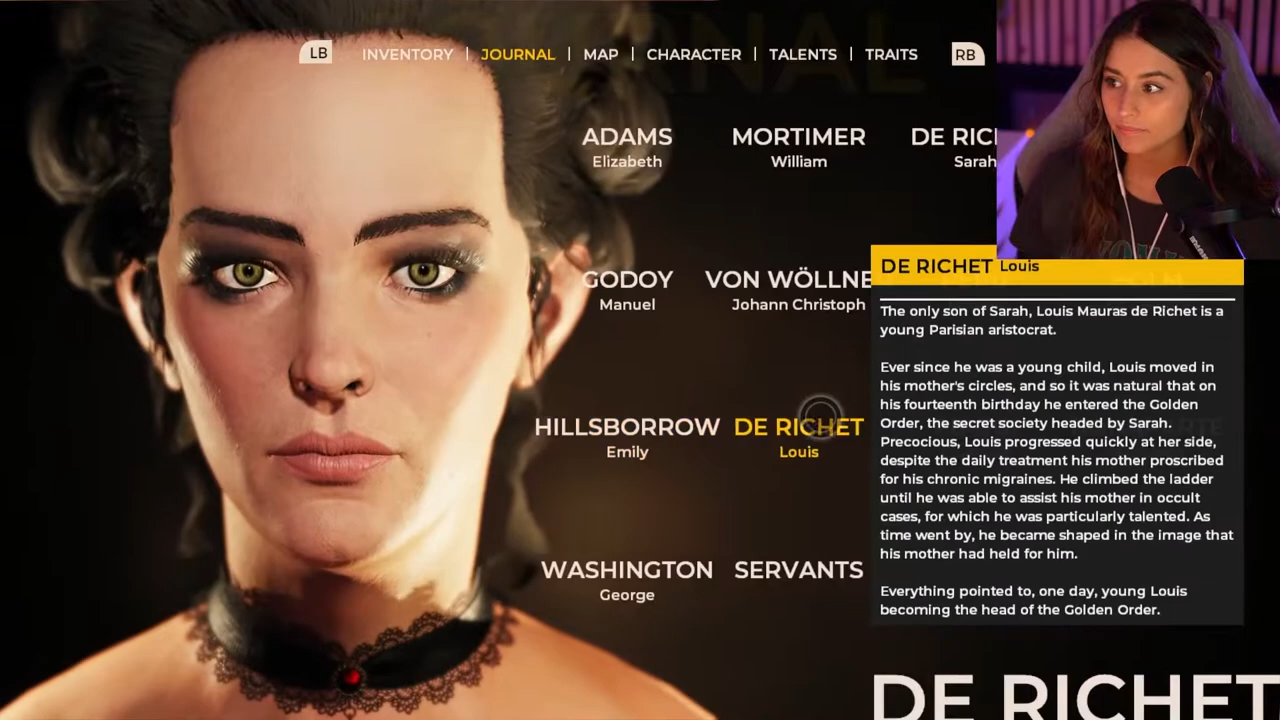 LB INVENTORY | JOURNAL | MAP | CHARACTER | TALENTS | TRAITS RB
ADAMS MORTIMER DE RICH
Elizabeth William Sarah
GODOY VON WÖLLNE
Manuel Johann Christoph
HILLSBORROW DE RICHET
Emily Louis
WASHINGTON SERVANTS
George
DE RICHET Louis
The only son of Sarah, Louis Mauras de Richet is a
young Parisian aristocrat.
Ever since he was a young child, Louis moved in
his mother's circles, and so it was natural that on
his fourteenth birthday he entered the Golden
Order, the secret society headed by Sarah.
Precocious, Louis progressed quickly at her side,
despite the daily treatment his mother proscribed
for his chronic migraines. He climbed the ladder
until he was able to assist his mother in occult
cases, for which he was particularly talented. As
time went by, he became shaped in the image that
his mother had held for him.
Everything pointed to, one day, young Louis
becoming the head of the Golden Order.
DE RICHET